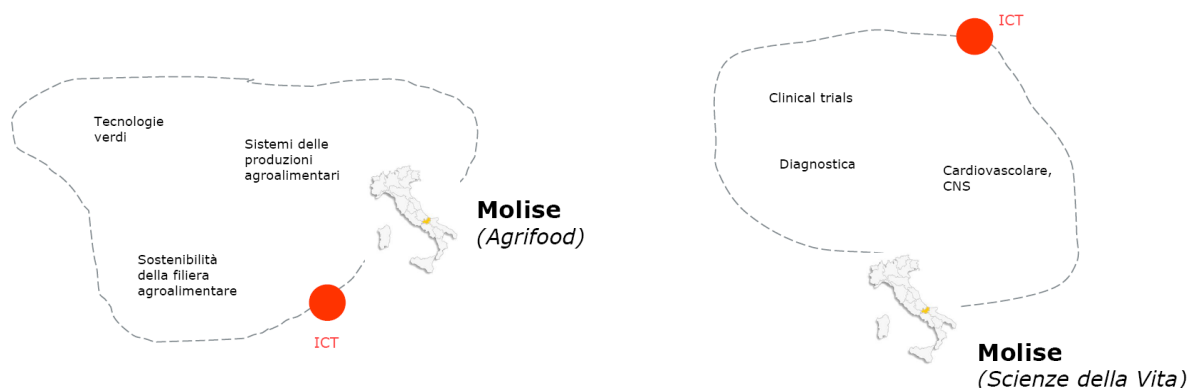 Tecnologie
verdi
Sistemi delle
produzioni
agroalimentari
Molise
(Agrifood)
Sostenibilità
della filiera
agroalimentare
ICT
ICT
Clinical trials
Diagnostica
Cardiovascolare,
CNS
Molise
(Scienze della Vita)